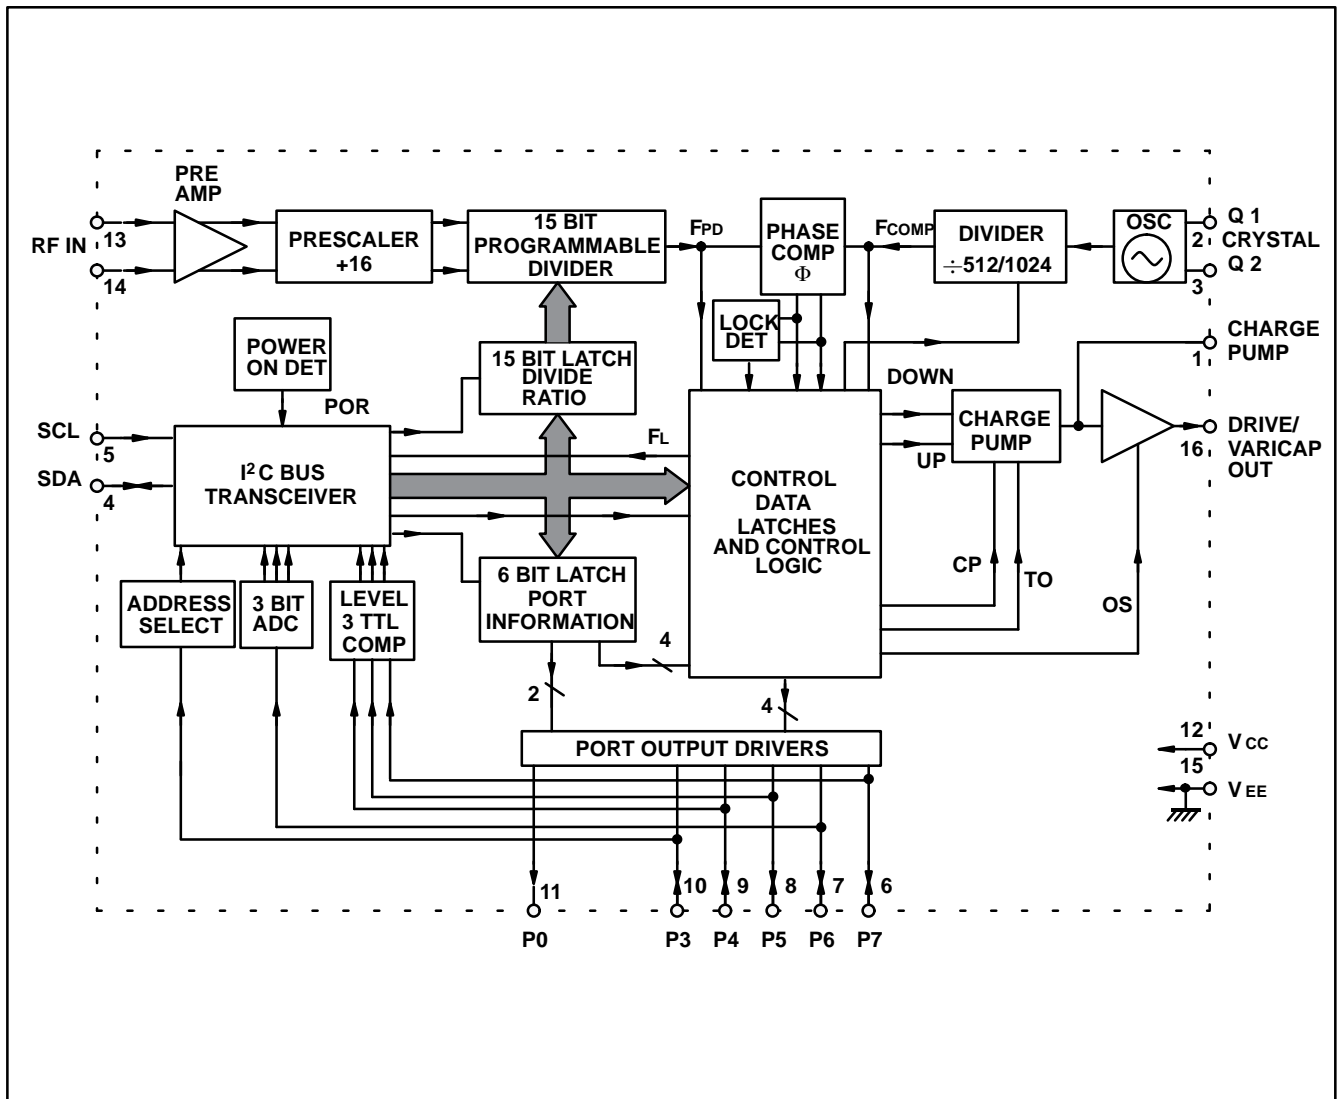 PRE
AMP
RF IN
13
14
PRESCALER
+16
15 BIT
PROGRAMMABLE
DIVIDER
FPD
PHASE
COMP
Φ
FCOMP
DIVIDER
÷512/1024
OSC
Q 1
2
CRYSTAL
Q 2
3
POWER
ON DET
POR
15 BIT LATCH
DIVIDE
RATIO
LOCK
DET
CHARGE
PUMP
1
SCL
5
SDA
4
I2C BUS
TRANSCEIVER
FL
CONTROL
DATA
LATCHES
AND CONTROL
LOGIC
DOWN
UP
CHARGE
PUMP
DRIVE/
VARICAP
OUT
16
ADDRESS
SELECT
3 BIT
ADC
LEVEL
3 TTL
COMP
6 BIT LATCH
PORT
INFORMATION
4
2
4
CP
TO
OS
PORT OUTPUT DRIVERS
12
VCC
15
VEE
11
10
9
8
7
6
P0
P3
P4
P5
P6
P7